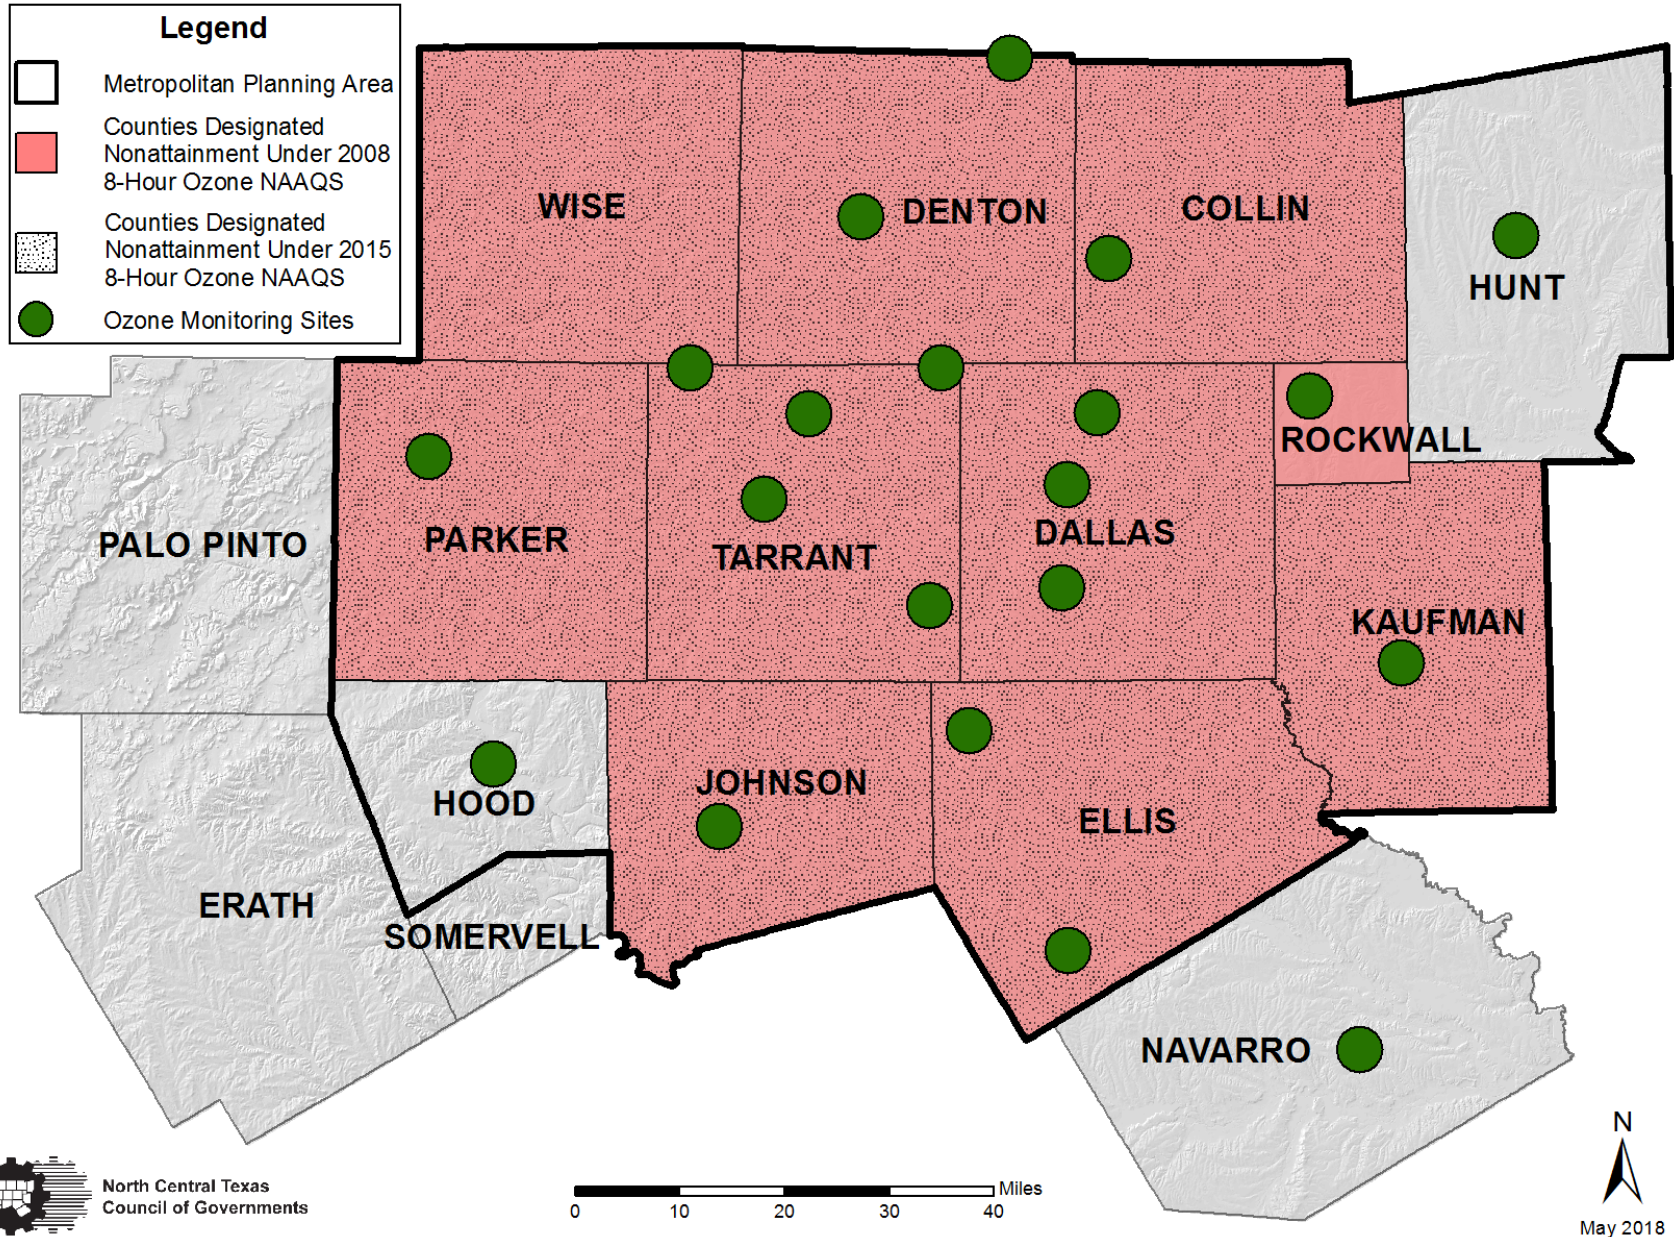 Legend
Metropolitan Planning Area
Counties Designated
Nonattainment Under 2008
8-Hour Ozone NAAQS
Counties Designated
Nonattainment Under 2015
8-Hour Ozone NAAQS
Ozone Monitoring Sites
WISE
DENTON
COLLIN
HUNT
ROCKWALL
PALO PINTO
PARKER
TARRANT
DALLAS
KAUFMAN
HOOD
JOHNSON
ELLIS
ERATH
SOMERVELL
NAVARRO
N
May 2018
North Central Texas
Council of Governments
Miles
0 10 20 30 40